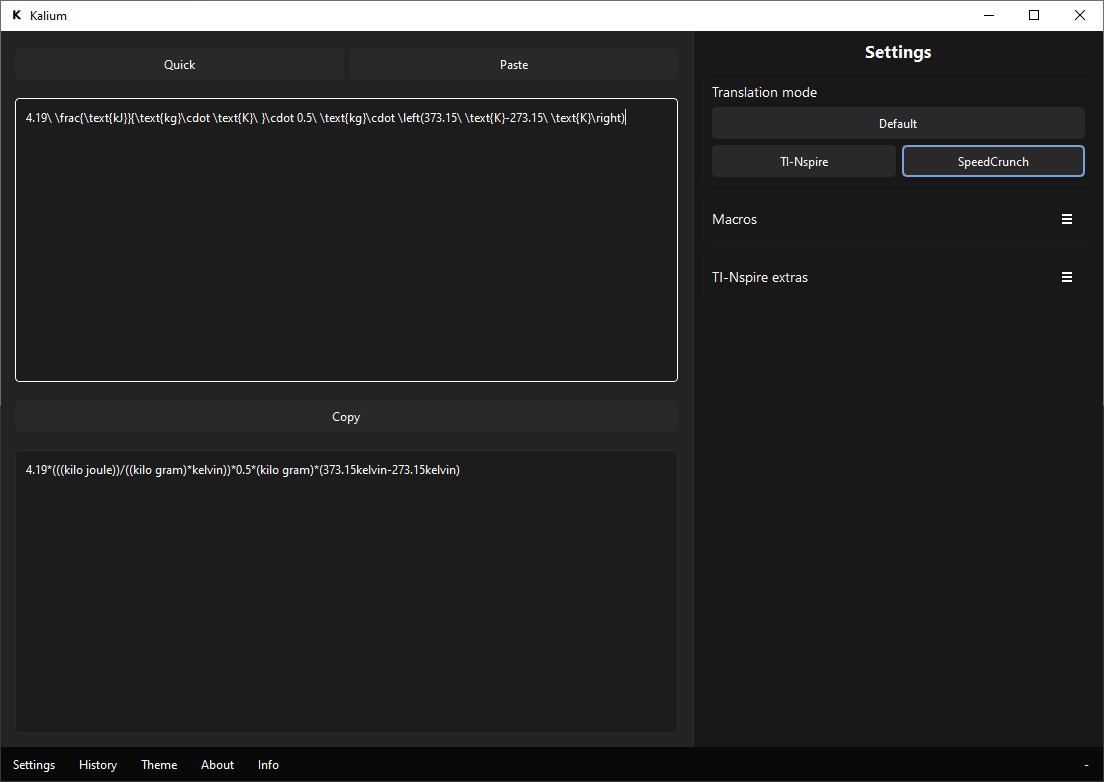 K Kalium
Quick
Paste
4.19\ \frac{\text{kJ}}{\text{kg}\cdot \text{K}\ }\cdot 0.5\ \text{kg}\cdot \left(373.15\ \text{K}-273.15\ \text{K}\right)
Copy
4.19*(((kilo joule))/((kilo gram)*kelvin))*0.5*(kilo gram)*(373.15kelvin-273.15kelvin)
Settings
Translation mode
Default
TI-Nspire
SpeedCrunch
Macros
TI-Nspire extras
Settings
History
Theme
About
Info
-